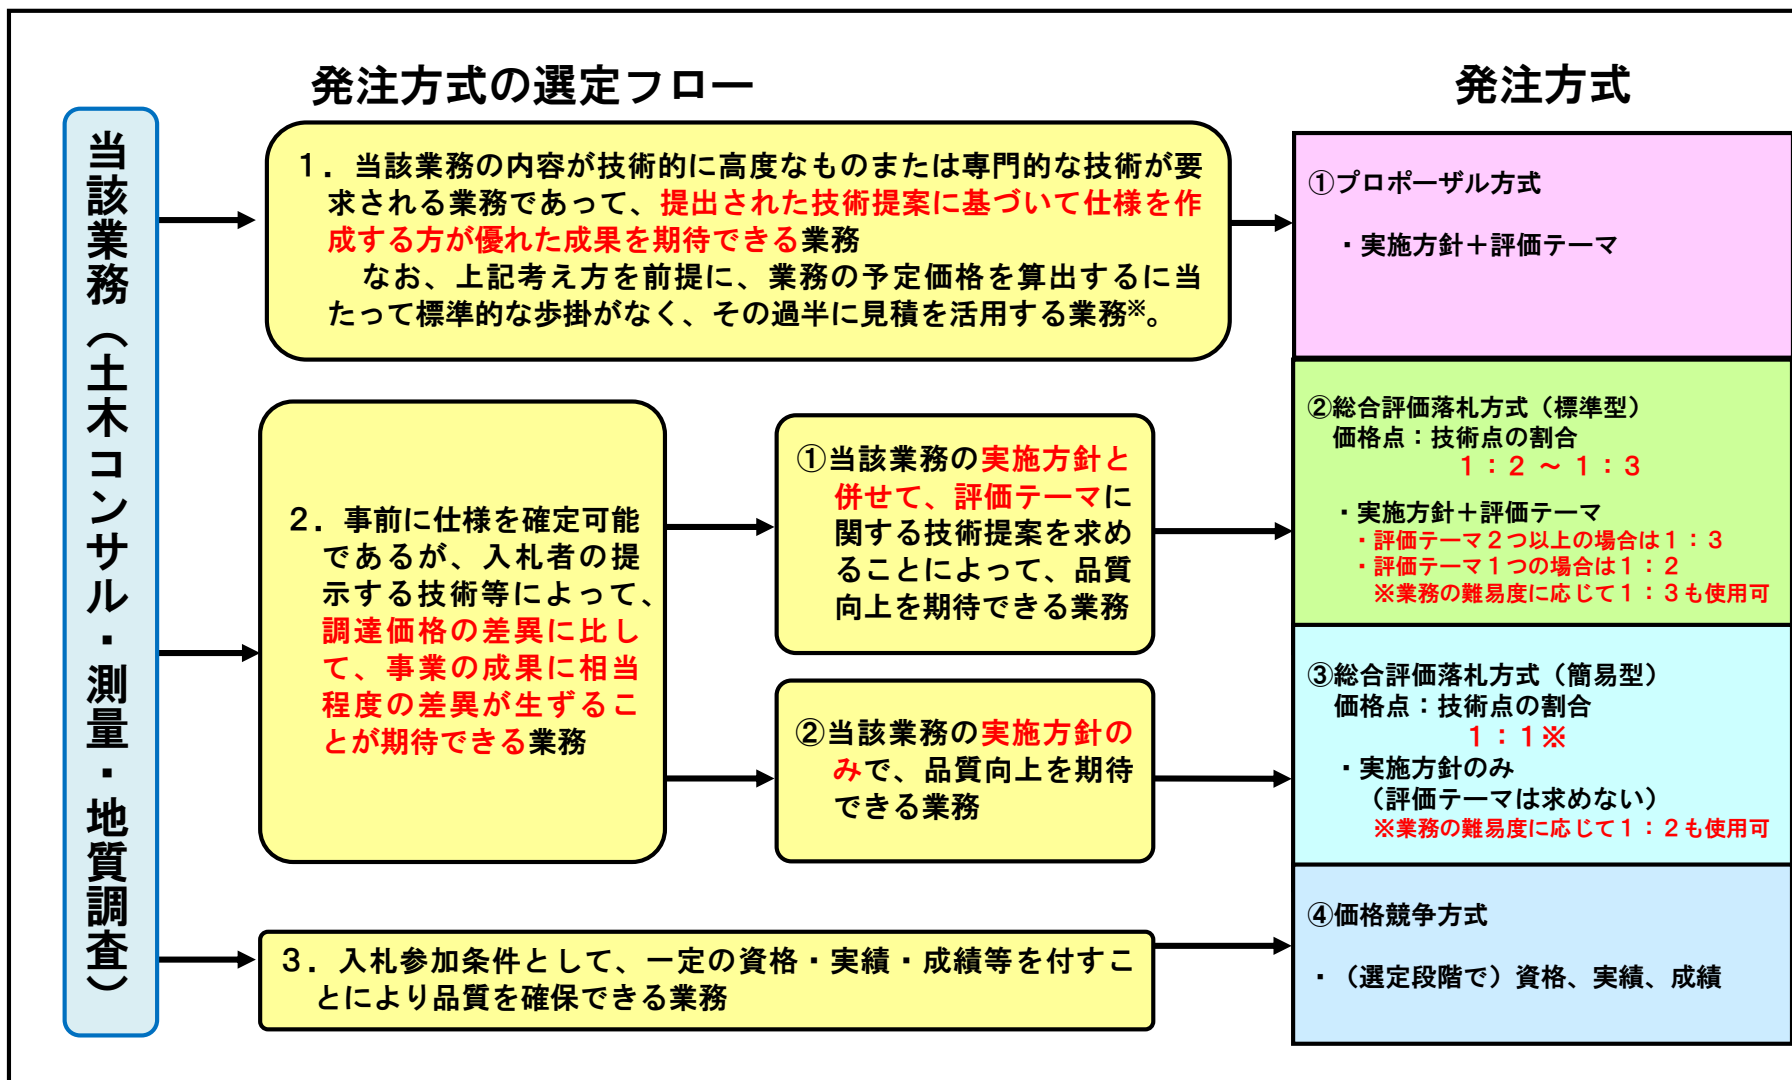 発注方式の選定フロー
発注方式
当該業務（土木コンサル・測量・地質調査）
１．当該業務の内容が技術的に高度なものまたは専門的な技術が要
求される業務であって、提出された技術提案に基づいて仕様を作
成する方が優れた成果を期待できる業務
なお、上記考え方を前提に、業務の予定価格を算出するに当
たって標準的な歩掛がなく、その過半に見積を活用する業務※。
①プロポーザル方式
・実施方針＋評価テーマ
２．事前に仕様を確定可能
であるが、入札者の提
示する技術等によって、
調達価格の差異に比し
て、事業の成果に相当
程度の差異が生ずるこ
とが期待できる業務
①当該業務の実施方針と
併せて、評価テーマに
関する技術提案を求め
ることによって、品質
向上を期待できる業務
②総合評価落札方式（標準型）
価格点：技術点の割合
１：２～１：３
・実施方針＋評価テーマ
・評価テーマ２つ以上の場合は１：３
・評価テーマ１つの場合は１：２
※業務の難易度に応じて１：３も使用可
②当該業務の実施方針の
みで、品質向上を期待
できる業務
③総合評価落札方式（簡易型）
価格点：技術点の割合
１：１※
・実施方針のみ
（評価テーマは求めない）
※業務の難易度に応じて１：２も使用可
３．入札参加条件として、一定の資格・実績・成績等を付すこ
とにより品質を確保できる業務
④価格競争方式
・（選定段階で）資格、実績、成績